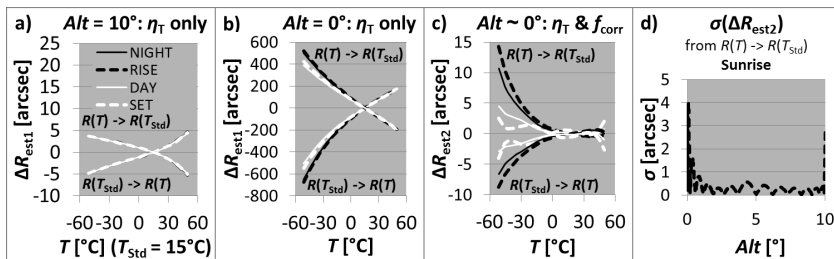 a) Alt = 10°: ηT only
25
20
15
10
5
0
-5
-10
ΔRest1 [arcsec]
NIGHT
RISE
DAY
SET
R(T) -> R(TStd)
R(TStd) -> R(T)
-60 -30 0 30 60
T [°C] (TStd = 15°C)
b) Alt = 0°: ηT only
600
400
200
0
-200
-400
-600
-800
ΔRest1 [arcsec]
R(T) -> R(TStd)
R(TStd) -> R(T)
-60 -30 0 30 60
T [°C]
c) Alt ~ 0°: ηT & fcorr
15
10
5
0
-5
-10
ΔRest2 [arcsec]
R(T) -> R(TStd)
R(TStd) -> R(T)
-60 -30 0 30 60
T [°C]
d) σ(ΔRest2)
from R(T) -> R(TStd)
Sunrise
5
4
3
2
1
0
σ [arcsec]
0 5 10
Alt [°]